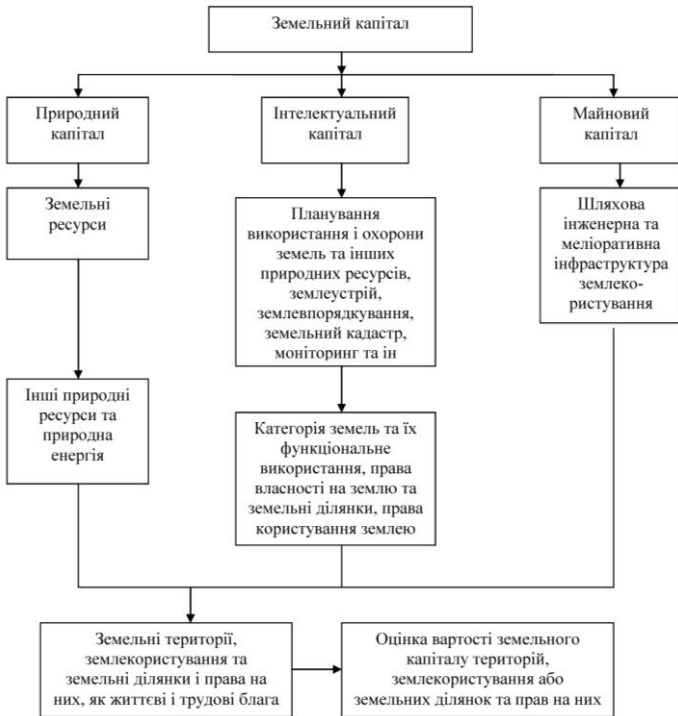 Земельний капітал
Природний
капітал
Інтелектуальний
капітал
Майновий
капітал
Земельні
ресурси
Планування
використання і охорони
земель та інших
природних ресурсів,
землеустрій,
землевпорядкування,
земельний кадастр,
моніторинг та ін
Шляхова
інженерна та
меліоративна
інфраструктура
землеко-
ристування
Інші природні
ресурси та
природна
енергія
Категорія земель та їх
функціональне
використання, права
власності на землю та
земельні ділянки, права
користування землею
Земельні території,
землекористування та
земельні ділянки і права на
них, як життєві і трудові блага
Оцінка вартості земельного
капіталу територій,
землекористування або
земельних ділянок та прав на них